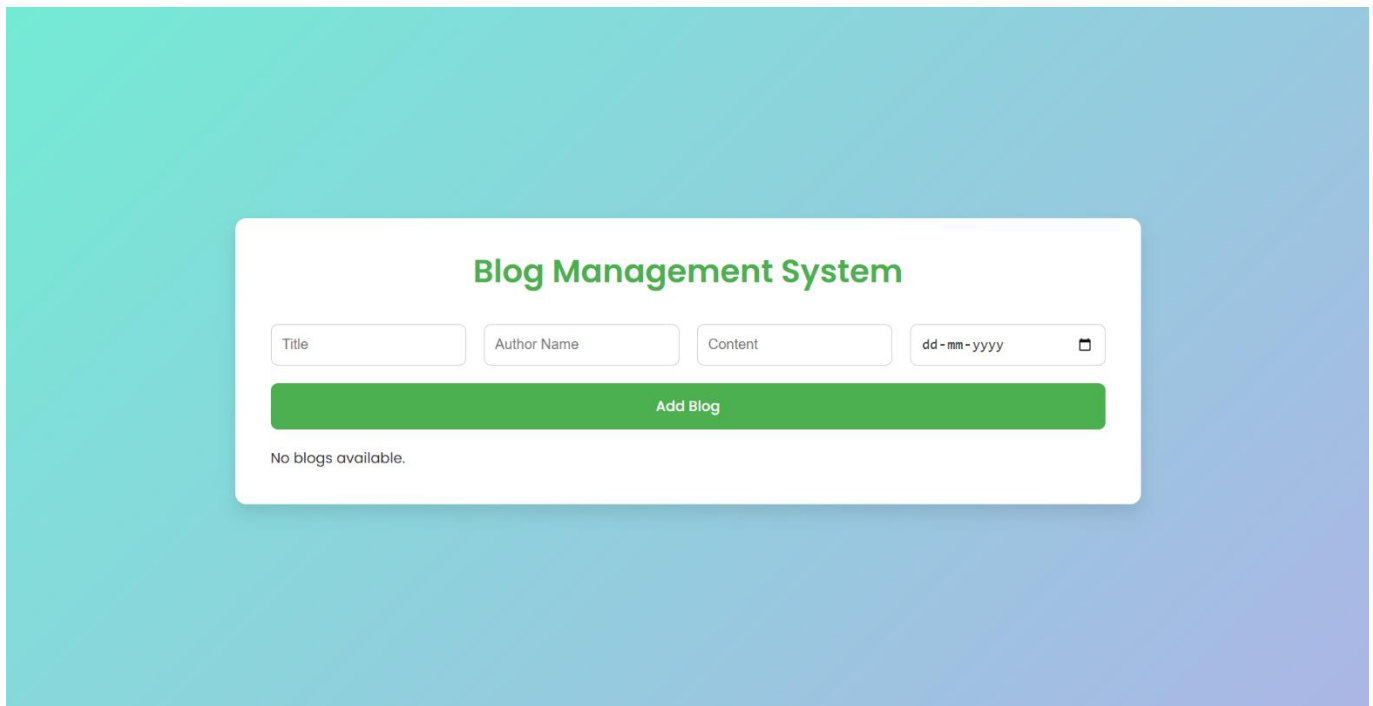 Blog Management System
Title Author Name Content dd-mm-yyyy
Add Blog
No blogs available.